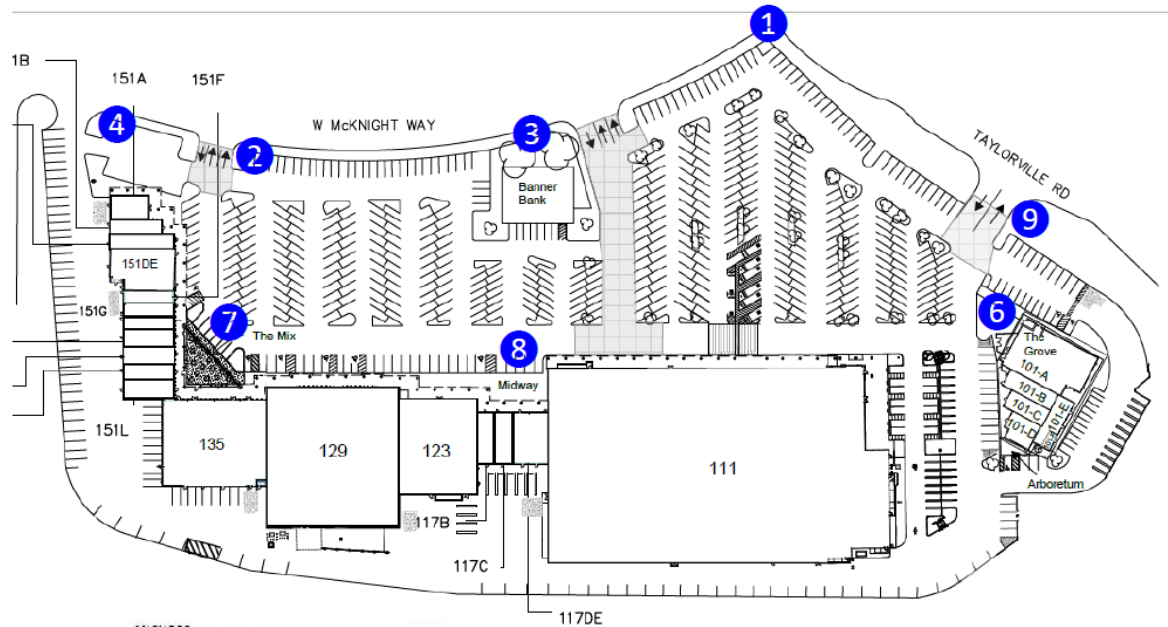 1
1B
151A
151F
4
W McKNIGHT WAY
3
2
TAYLORVILLE RD
Banner
Bank
9
151DE
151G
7
The Mix
8
6
The
Grove
Midway
101-A
101-B
101-C
101-D
101-E
151L
135
129
123
111
Arboretum
117B
117C
117DE